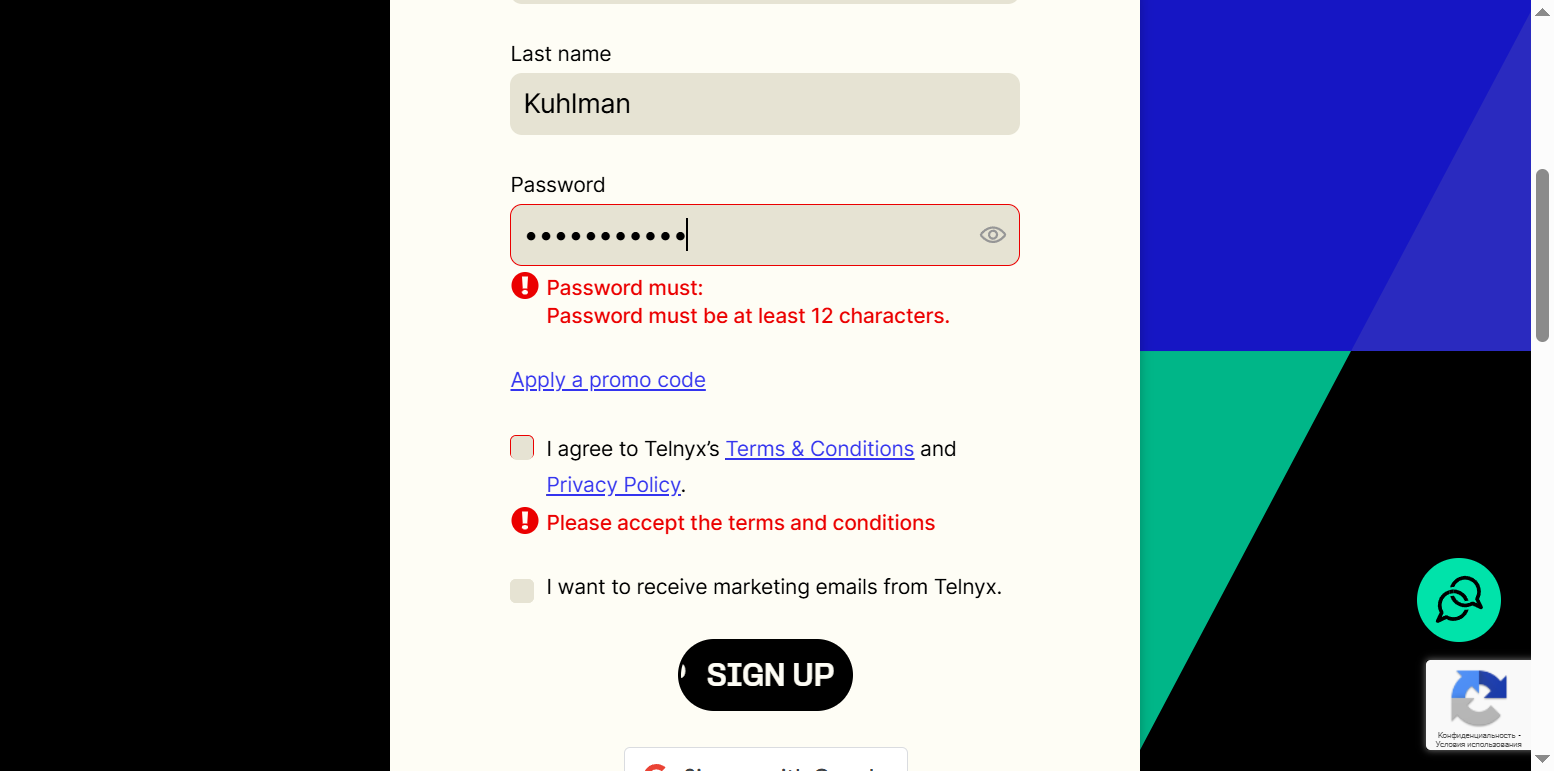 Last name
Kuhlman
Password
•••••••••••
Password must:
Password must be at least 12 characters.
Apply a promo code
I agree to Telnyx’s Terms & Conditions and
Privacy Policy.
Please accept the terms and conditions
I want to receive marketing emails from Telnyx.
SIGN UP
Конфиденциальность -
Условия использования